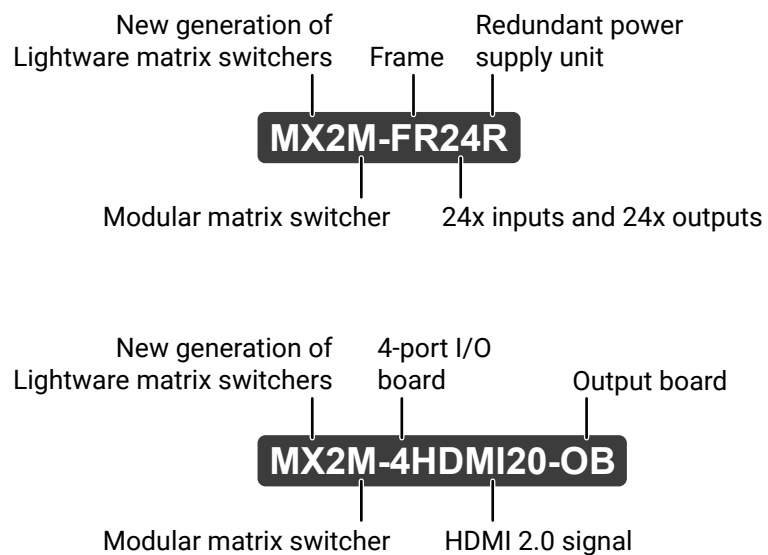 New generation of
Lightware matrix switchers
Frame
Redundant power
supply unit
MX2M-FR24R
Modular matrix switcher
24x inputs and 24x outputs
New generation of
Lightware matrix switchers
4-port I/O
board
Output board
MX2M-4HDMI20-OB
Modular matrix switcher
HDMI 2.0 signal